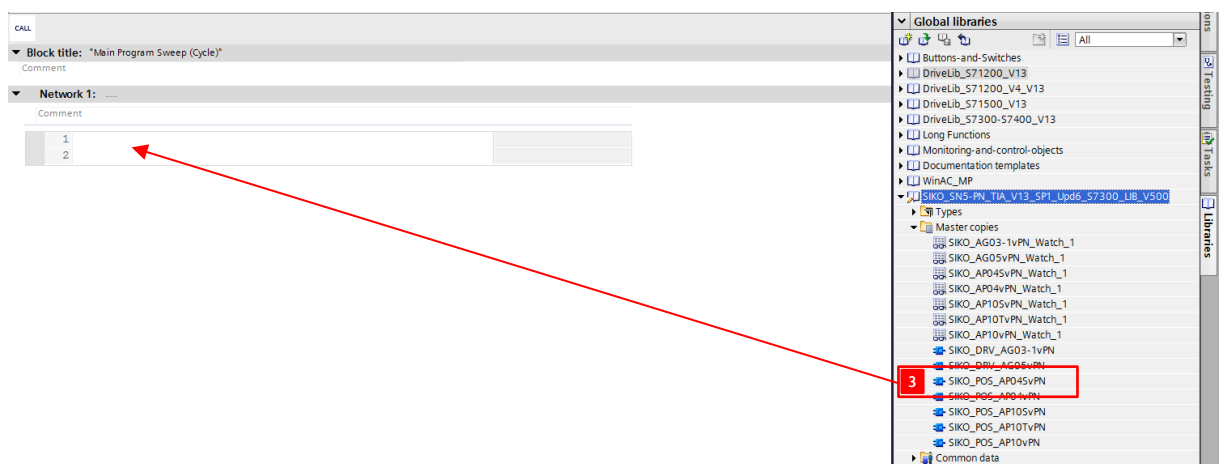 CALL
Block title: "Main Program Sweep (Cycle)"
Comment
Network 1: .....
Comment
1
2
Global libraries
All
Buttons-and-Switches
DriveLib_S71200_V13
DriveLib_S71200_V4_V13
DriveLib_S71500_V13
DriveLib_S7300-S7400_V13
Long Functions
Monitoring-and-control-objects
Documentation templates
WinAC_MP
SIKO_SN5-PN_TIA_V13_SP1_Upd6_S7300_LIB_V500
Types
Master copies
SIKO_AG03-1vPN_Watch_1
SIKO_AG05vPN_Watch_1
SIKO_AP04SvPN_Watch_1
SIKO_AP04vPN_Watch_1
SIKO_AP10SvPN_Watch_1
SIKO_AP10TvPN_Watch_1
SIKO_AP10vPN_Watch_1
SIKO_DRV_AG03-1vPN
SIKO_DRV_AG05vPN
3 SIKO_POS_AP04SvPN
SIKO_POS_AP04vPN
SIKO_POS_AP10SvPN
SIKO_POS_AP10TvPN
SIKO_POS_AP10vPN
Common data
ions
Testing
Tasks
Libraries